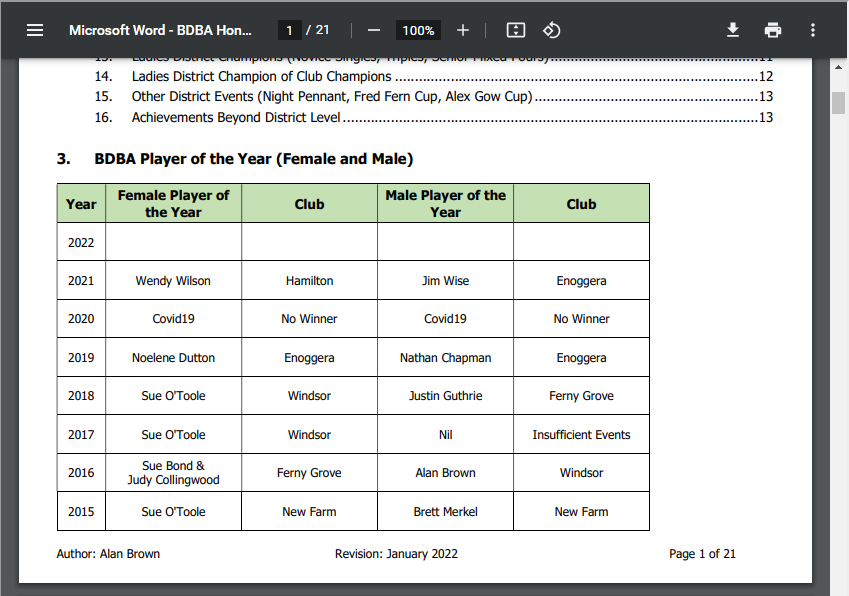 Microsoft Word - BDBA Hon... 1 / 21 100%
13. Ladies District Champions (Novice Singles, Triples, Senior Mixed Fours) 11
14. Ladies District Champion of Club Champions 12
15. Other District Events (Night Pennant, Fred Fern Cup, Alex Gow Cup) 13
16. Achievements Beyond District Level 13
3. BDBA Player of the Year (Female and Male)
Year Female Player of the Year Club Male Player of the Year Club
2022
2021 Wendy Wilson Hamilton Jim Wise Enoggera
2020 Covid19 No Winner Covid19 No Winner
2019 Noelene Dutton Enoggera Nathan Chapman Enoggera
2018 Sue O'Toole Windsor Justin Guthrie Ferny Grove
2017 Sue O'Toole Windsor Nil Insufficient Events
2016 Sue Bond & Judy Collingwood Ferny Grove Alan Brown Windsor
2015 Sue O'Toole New Farm Brett Merkel New Farm
Author: Alan Brown Revision: January 2022 Page 1 of 21